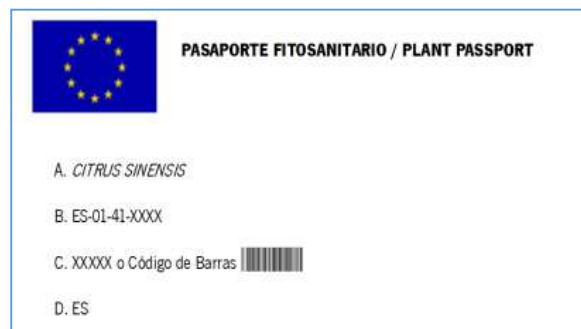 PASAPORTE FITOSANITARIO / PLANT PASSPORT
A. CITRUS SINENSIS
B. ES-01-41-XXXX
C. XXXXX o Código de Barras
D. ES